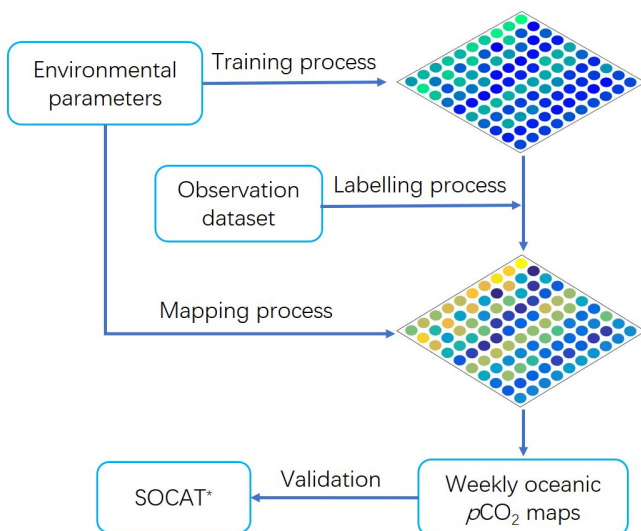 Training process
Environmental
parameters
Observation
dataset
Labelling process
Mapping process
SOCAT*
Validation
Weekly oceanic
pCO₂ maps